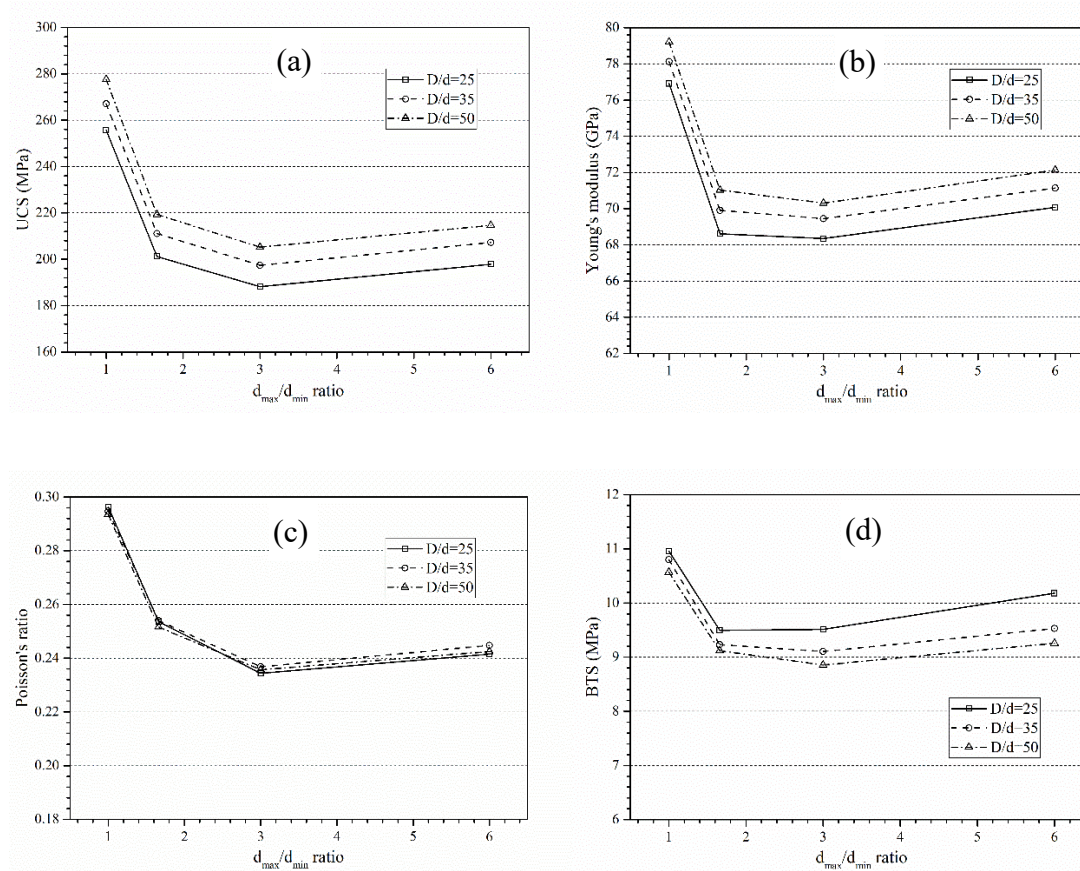 (a)
300
280
260
240
220
200
180
160
UCS (MPa)
D/d=25
D/d=35
D/d=50
1 2 3 4 5 6
dmax/dmin ratio
(b)
80
78
76
74
72
70
68
66
64
62
Young's modulus (GPa)
D/d=25
D/d=35
D/d=50
1 2 3 4 5 6
dmax/dmin ratio
(c)
0.30
0.28
0.26
0.24
0.22
0.20
0.18
Poisson's ratio
D/d=25
D/d=35
D/d=50
1 2 3 4 5 6
dmax/dmin ratio
(d)
12
11
10
9
8
7
6
BTS (MPa)
D/d=25
D/d=35
D/d=50
1 2 3 4 5 6
dmax/dmin ratio